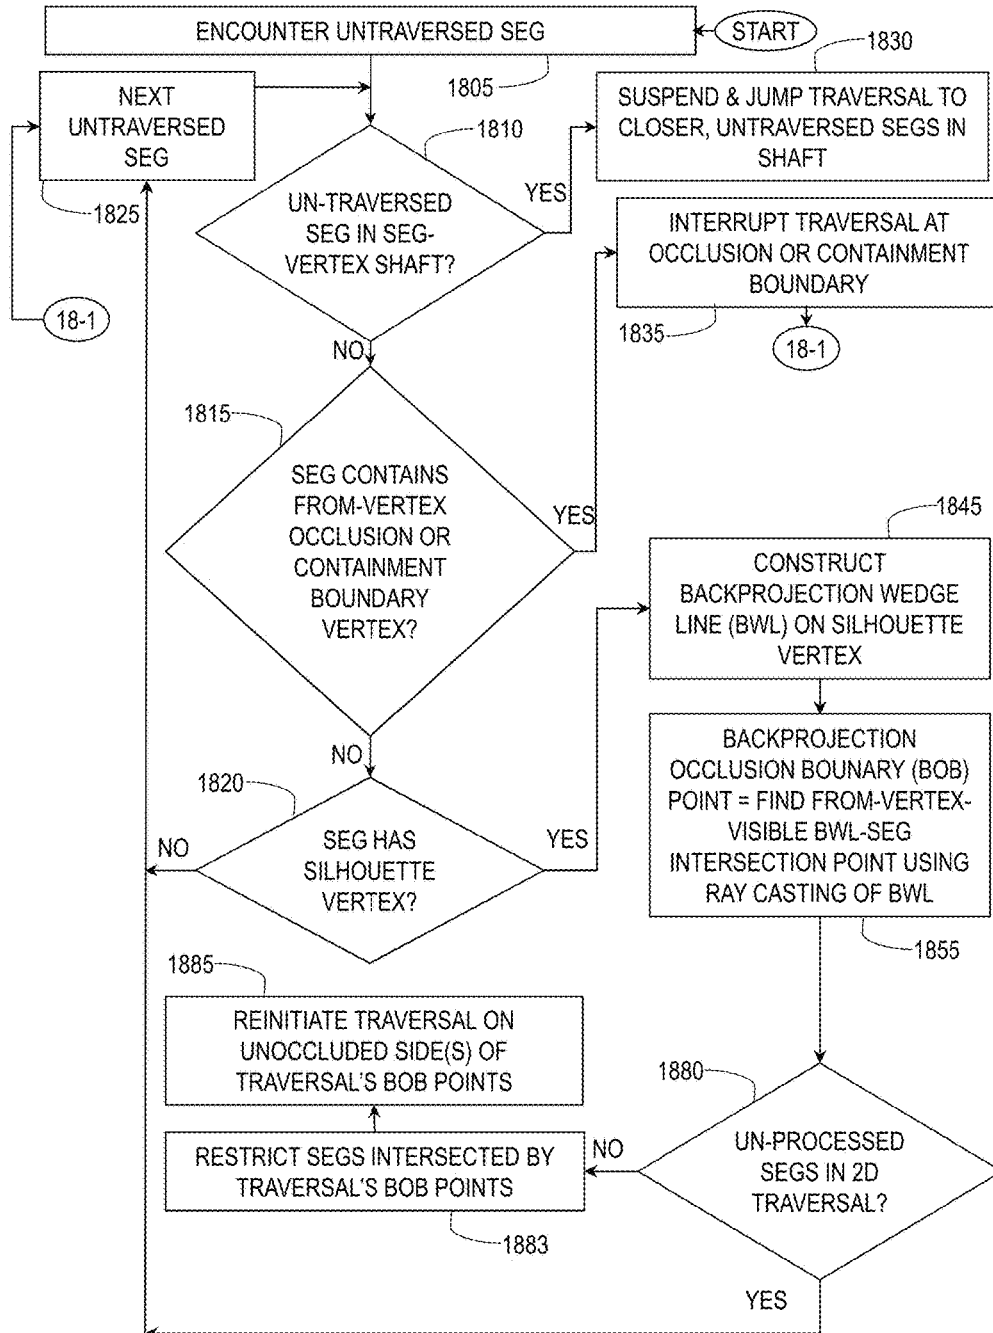 ENCOUNTER UNTRAVERSED SEG
START
1805
1830
NEXT
UNTRAVERSED
SEG
1825
1810
SUSPEND & JUMP TRAVERSAL TO
CLOSER, UNTRAVERSED SEGS IN
SHAFT
YES
UN-TRAVERSED
SEG IN SEG-
VERTEX SHAFT?
INTERRUPT TRAVERSAL AT
OCCLUSION OR CONTAINMENT
BOUNDARY
18-1
1835
18-1
NO
1815
SEG CONTAINS
FROM-VERTEX
OCCLUSION OR
CONTAINMENT
BOUNDARY
VERTEX?
YES
1845
CONSTRUCT
BACKPROJECTION WEDGE
LINE (BWL) ON SILHOUETTE
VERTEX
NO
1820
BACKPROJECTION
OCCLUSION BOUNARY (BOB)
POINT = FIND FROM-VERTEX-
VISIBLE BWL-SEG
INTERSECTION POINT USING
RAY CASTING OF BWL
NO
SEG HAS
SILHOUETTE
VERTEX?
YES
1855
1885
REINITIATE TRAVERSAL ON
UNOCCLUDED SIDE(S) OF
TRAVERSAL'S BOB POINTS
1880
RESTRICT SEGS INTERSECTED BY
TRAVERSAL'S BOB POINTS
NO
UN-PROCESSED
SEGS IN 2D
TRAVERSAL?
1883
YES